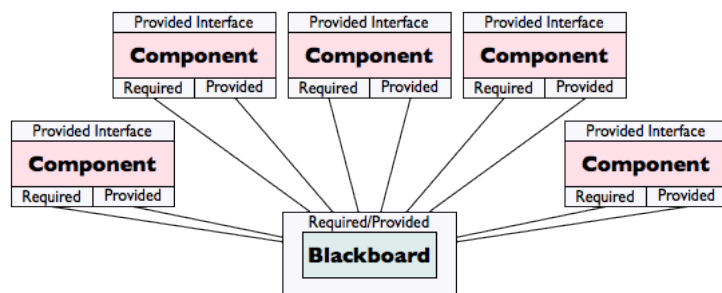 Provided Interface
Component
Required Provided
Provided Interface
Component
Required Provided
Provided Interface
Component
Required Provided
Provided Interface
Component
Required Provided
Provided Interface
Component
Required Provided
Required/Provided
Blackboard